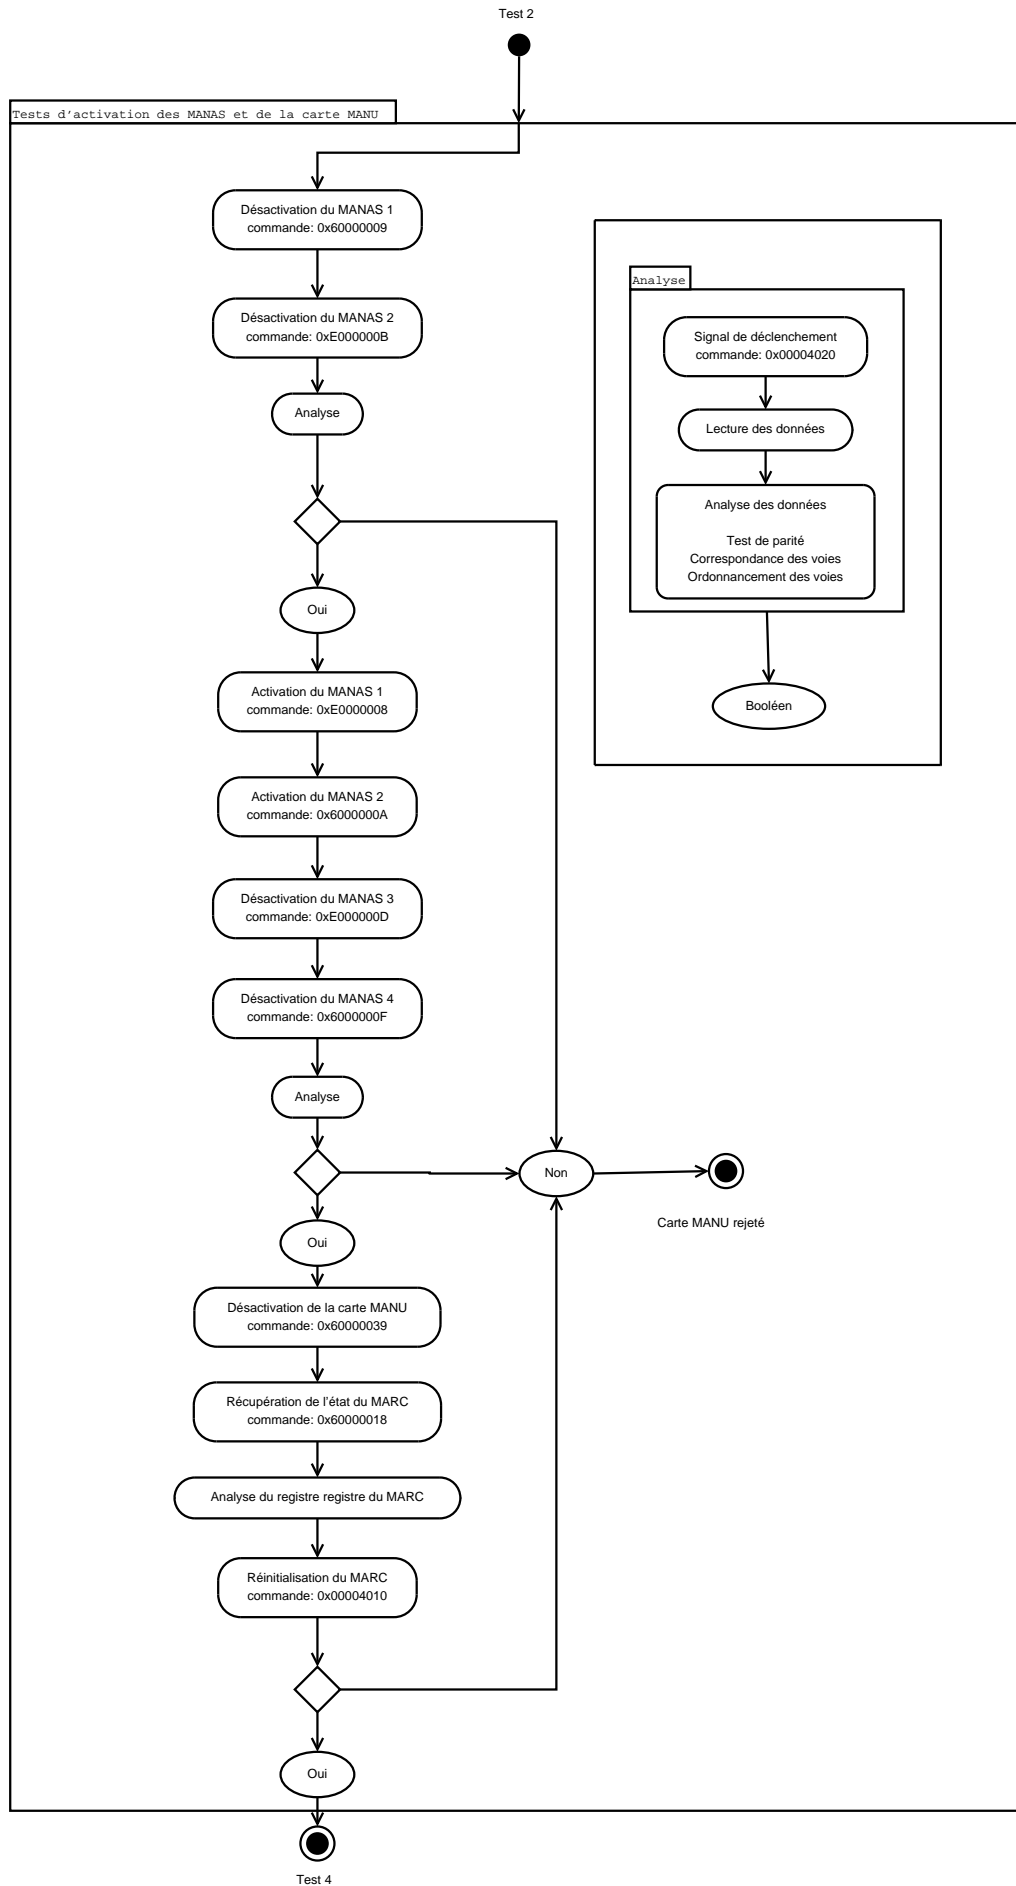 Test 2
Tests d'activation des MANAS et de la carte MANU
Désactivation du MANAS 1
commande: 0x60000009
Désactivation du MANAS 2
commande: 0xE000000B
Analyse
Oui
Activation du MANAS 1
commande: 0xE0000008
Activation du MANAS 2
commande: 0x6000000A
Désactivation du MANAS 3
commande: 0xE000000D
Désactivation du MANAS 4
commande: 0x6000000F
Analyse
Non
Carte MANU rejeté
Oui
Désactivation de la carte MANU
commande: 0x60000039
Récupération de l'état du MARC
commande: 0x60000018
Analyse du registre registre du MARC
Réinitialisation du MARC
commande: 0x00004010
Oui
Test 4
Analyse
Signal de déclenchement
commande: 0x00004020
Lecture des données
Analyse des données
Test de parité
Correspondance des voies
Ordonnancement des voies
Booléen